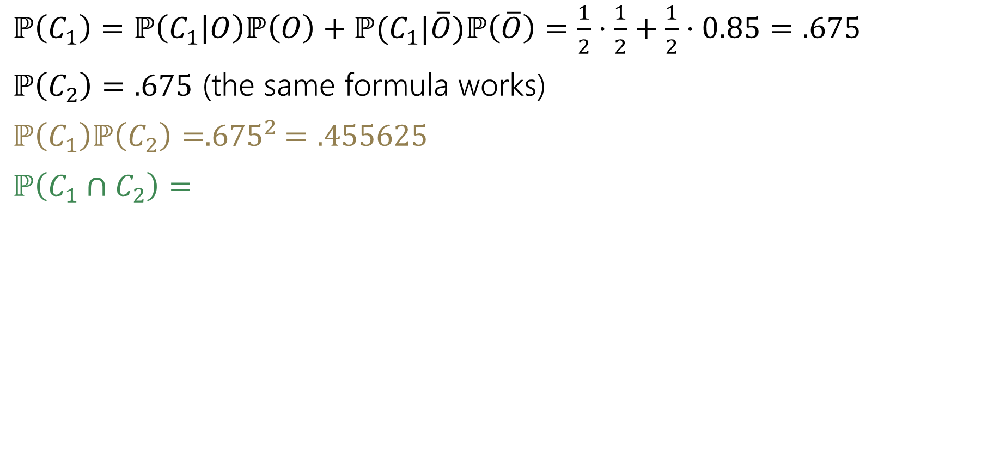 ℙ(𝐶₁) = ℙ(𝐶₁|𝑂)ℙ(𝑂) + ℙ(𝐶₁|𝑂̅)ℙ(𝑂̅) = 1/2 · 1/2 + 1/2 · 0.85 = .675
ℙ(𝐶₂) = .675 (the same formula works)
ℙ(𝐶₁)ℙ(𝐶₂) =.675² = .455625
ℙ(𝐶₁ ∩ 𝐶₂) =